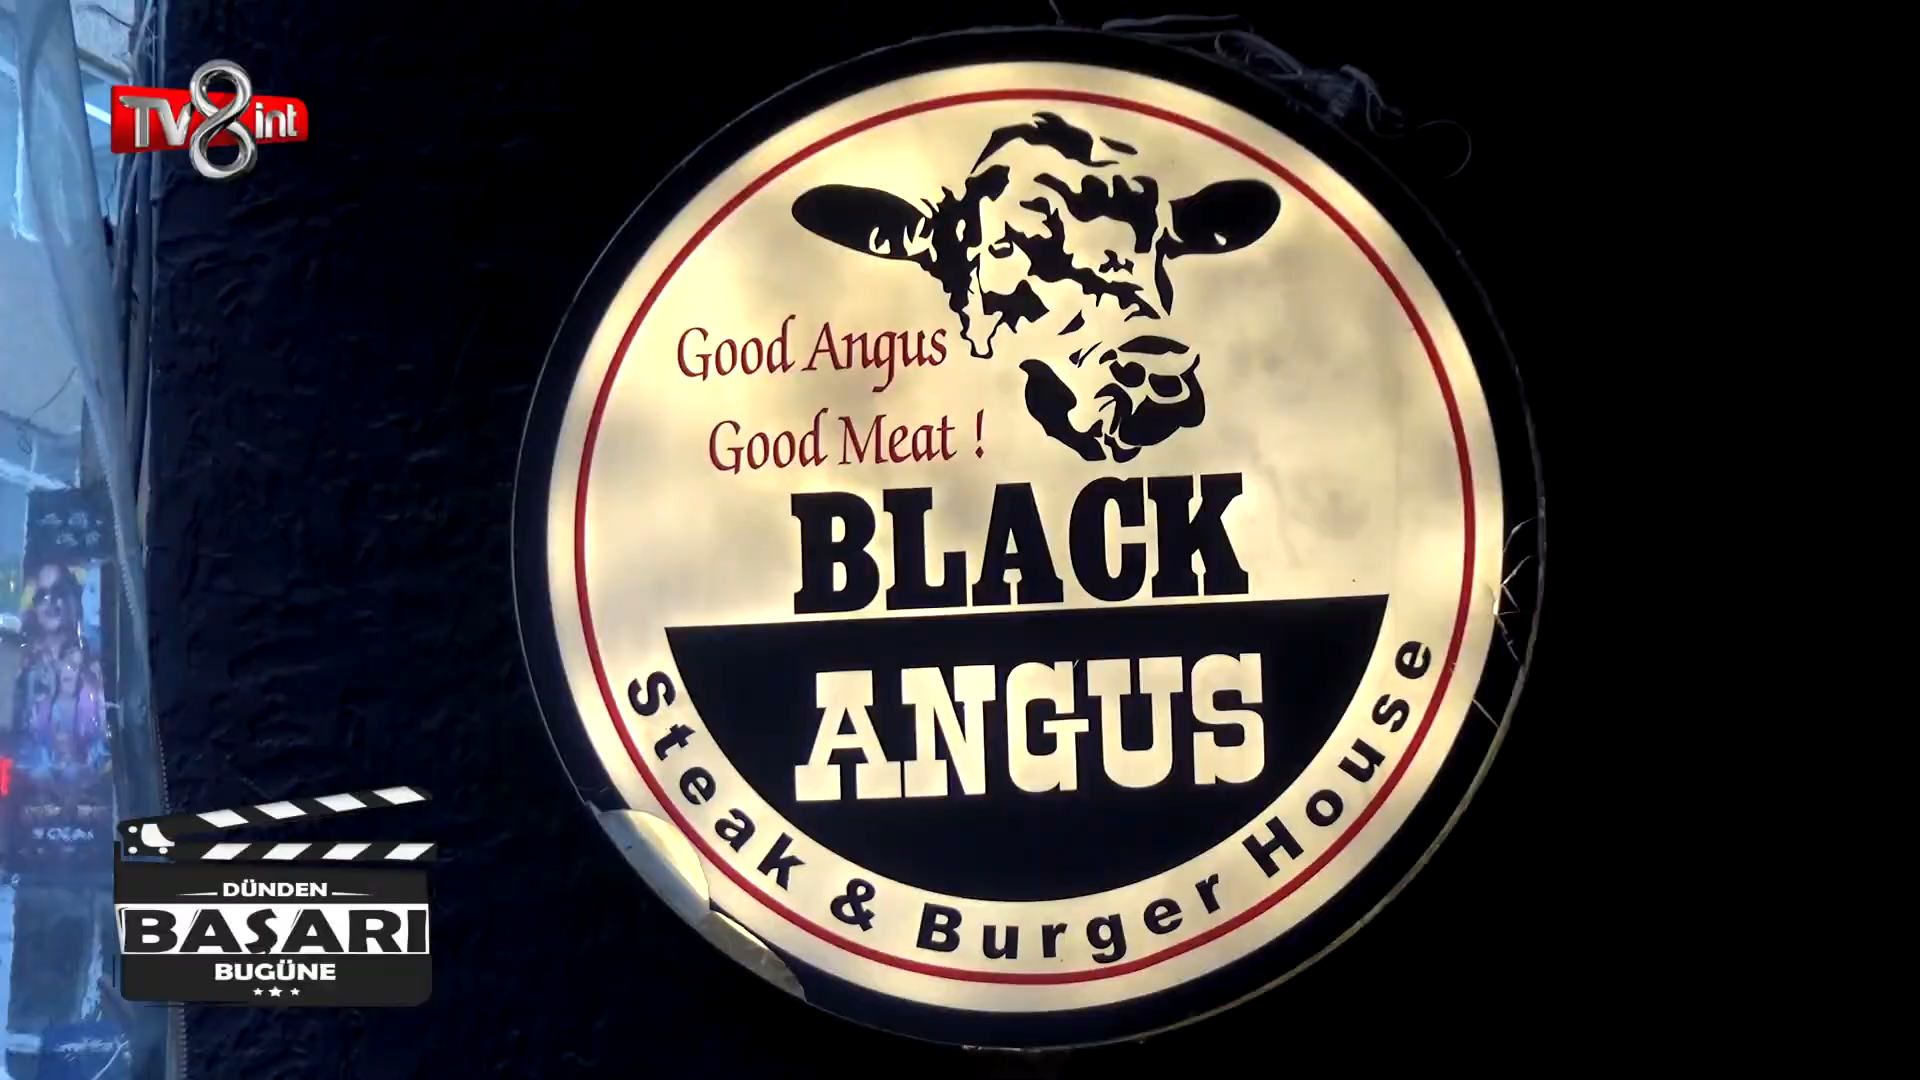 TV8int
Good Angus
Good Meat !
BLACK
ANGUS
Steak & Burger House
DÜNDEN
BAŞARI
BUGÜNE